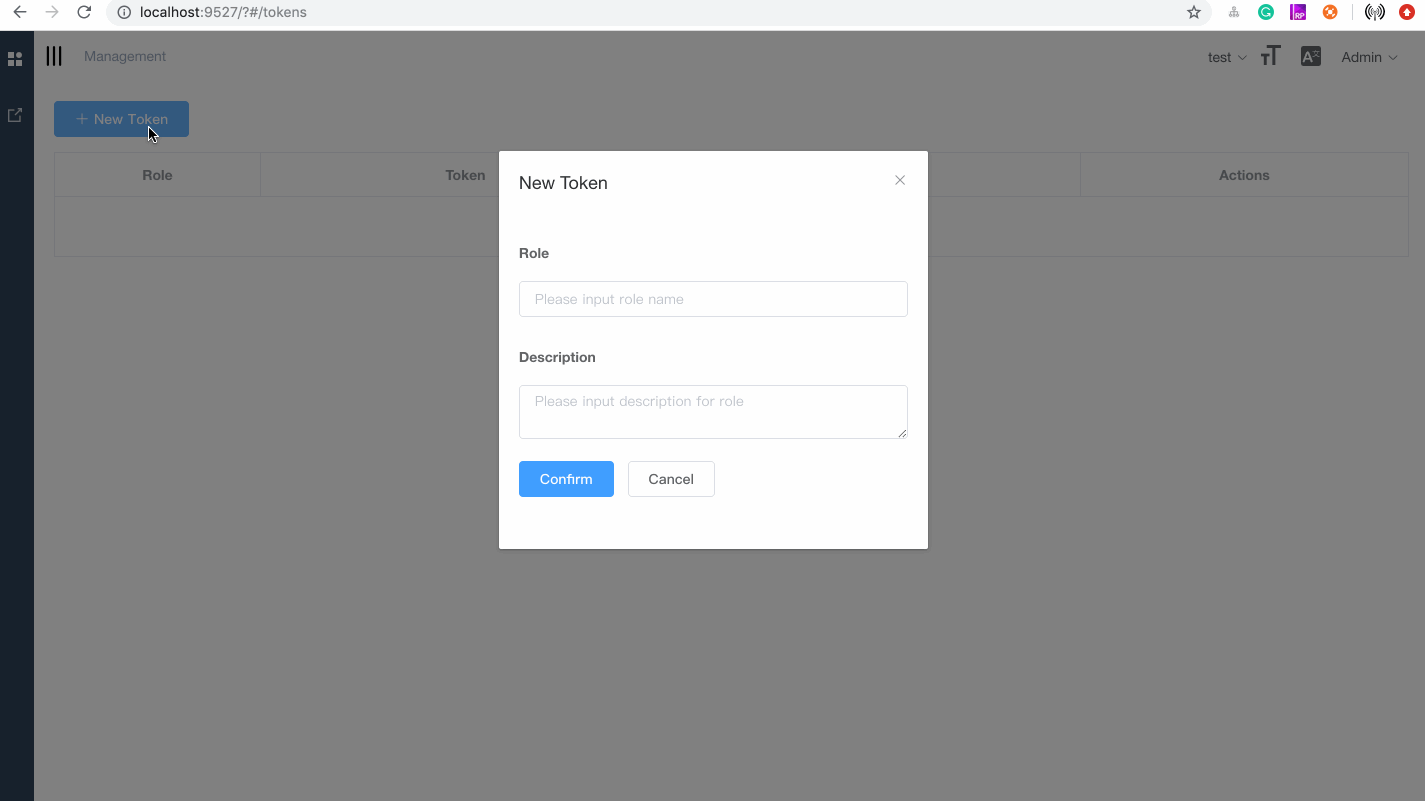 localhost:9527/?#/tokens
RP
Management
test
Admin
New Token
Role
Token
Actions
New Token
Role
Please input role name
Description
Please input description for role
Confirm
Cancel